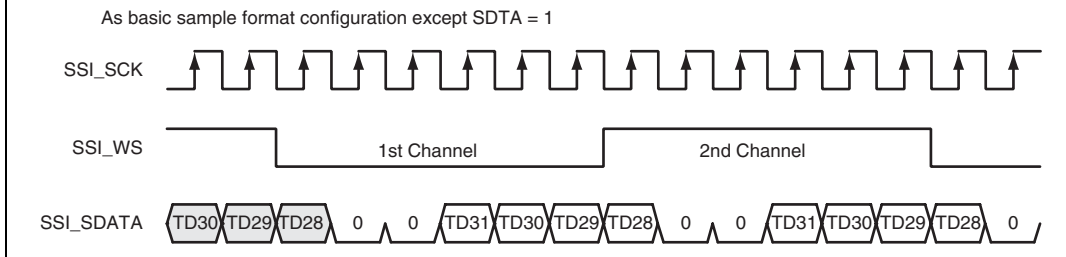 As basic sample format configuration except SDTA = 1
SSI_SCK
SSI_WS 1st Channel 2nd Channel
SSI_SDATA TD30 TD29 TD28 0 0 TD31 TD30 TD29 TD28 0 0 TD31 TD30 TD29 TD28 0